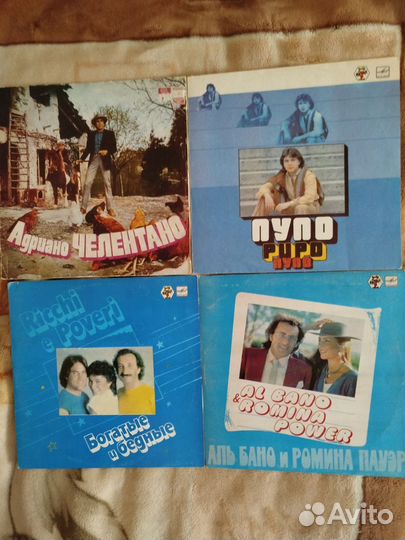 Адриано ЧЕЛЕНТАНО
ПУПО
PUPO
ПУПО
Ricchi
e Poveri
Богатые
и бедные
AL BANO
& ROMINA
POWER
АЛЬ БАНО И РОМИНА ПАУЭР
Avito